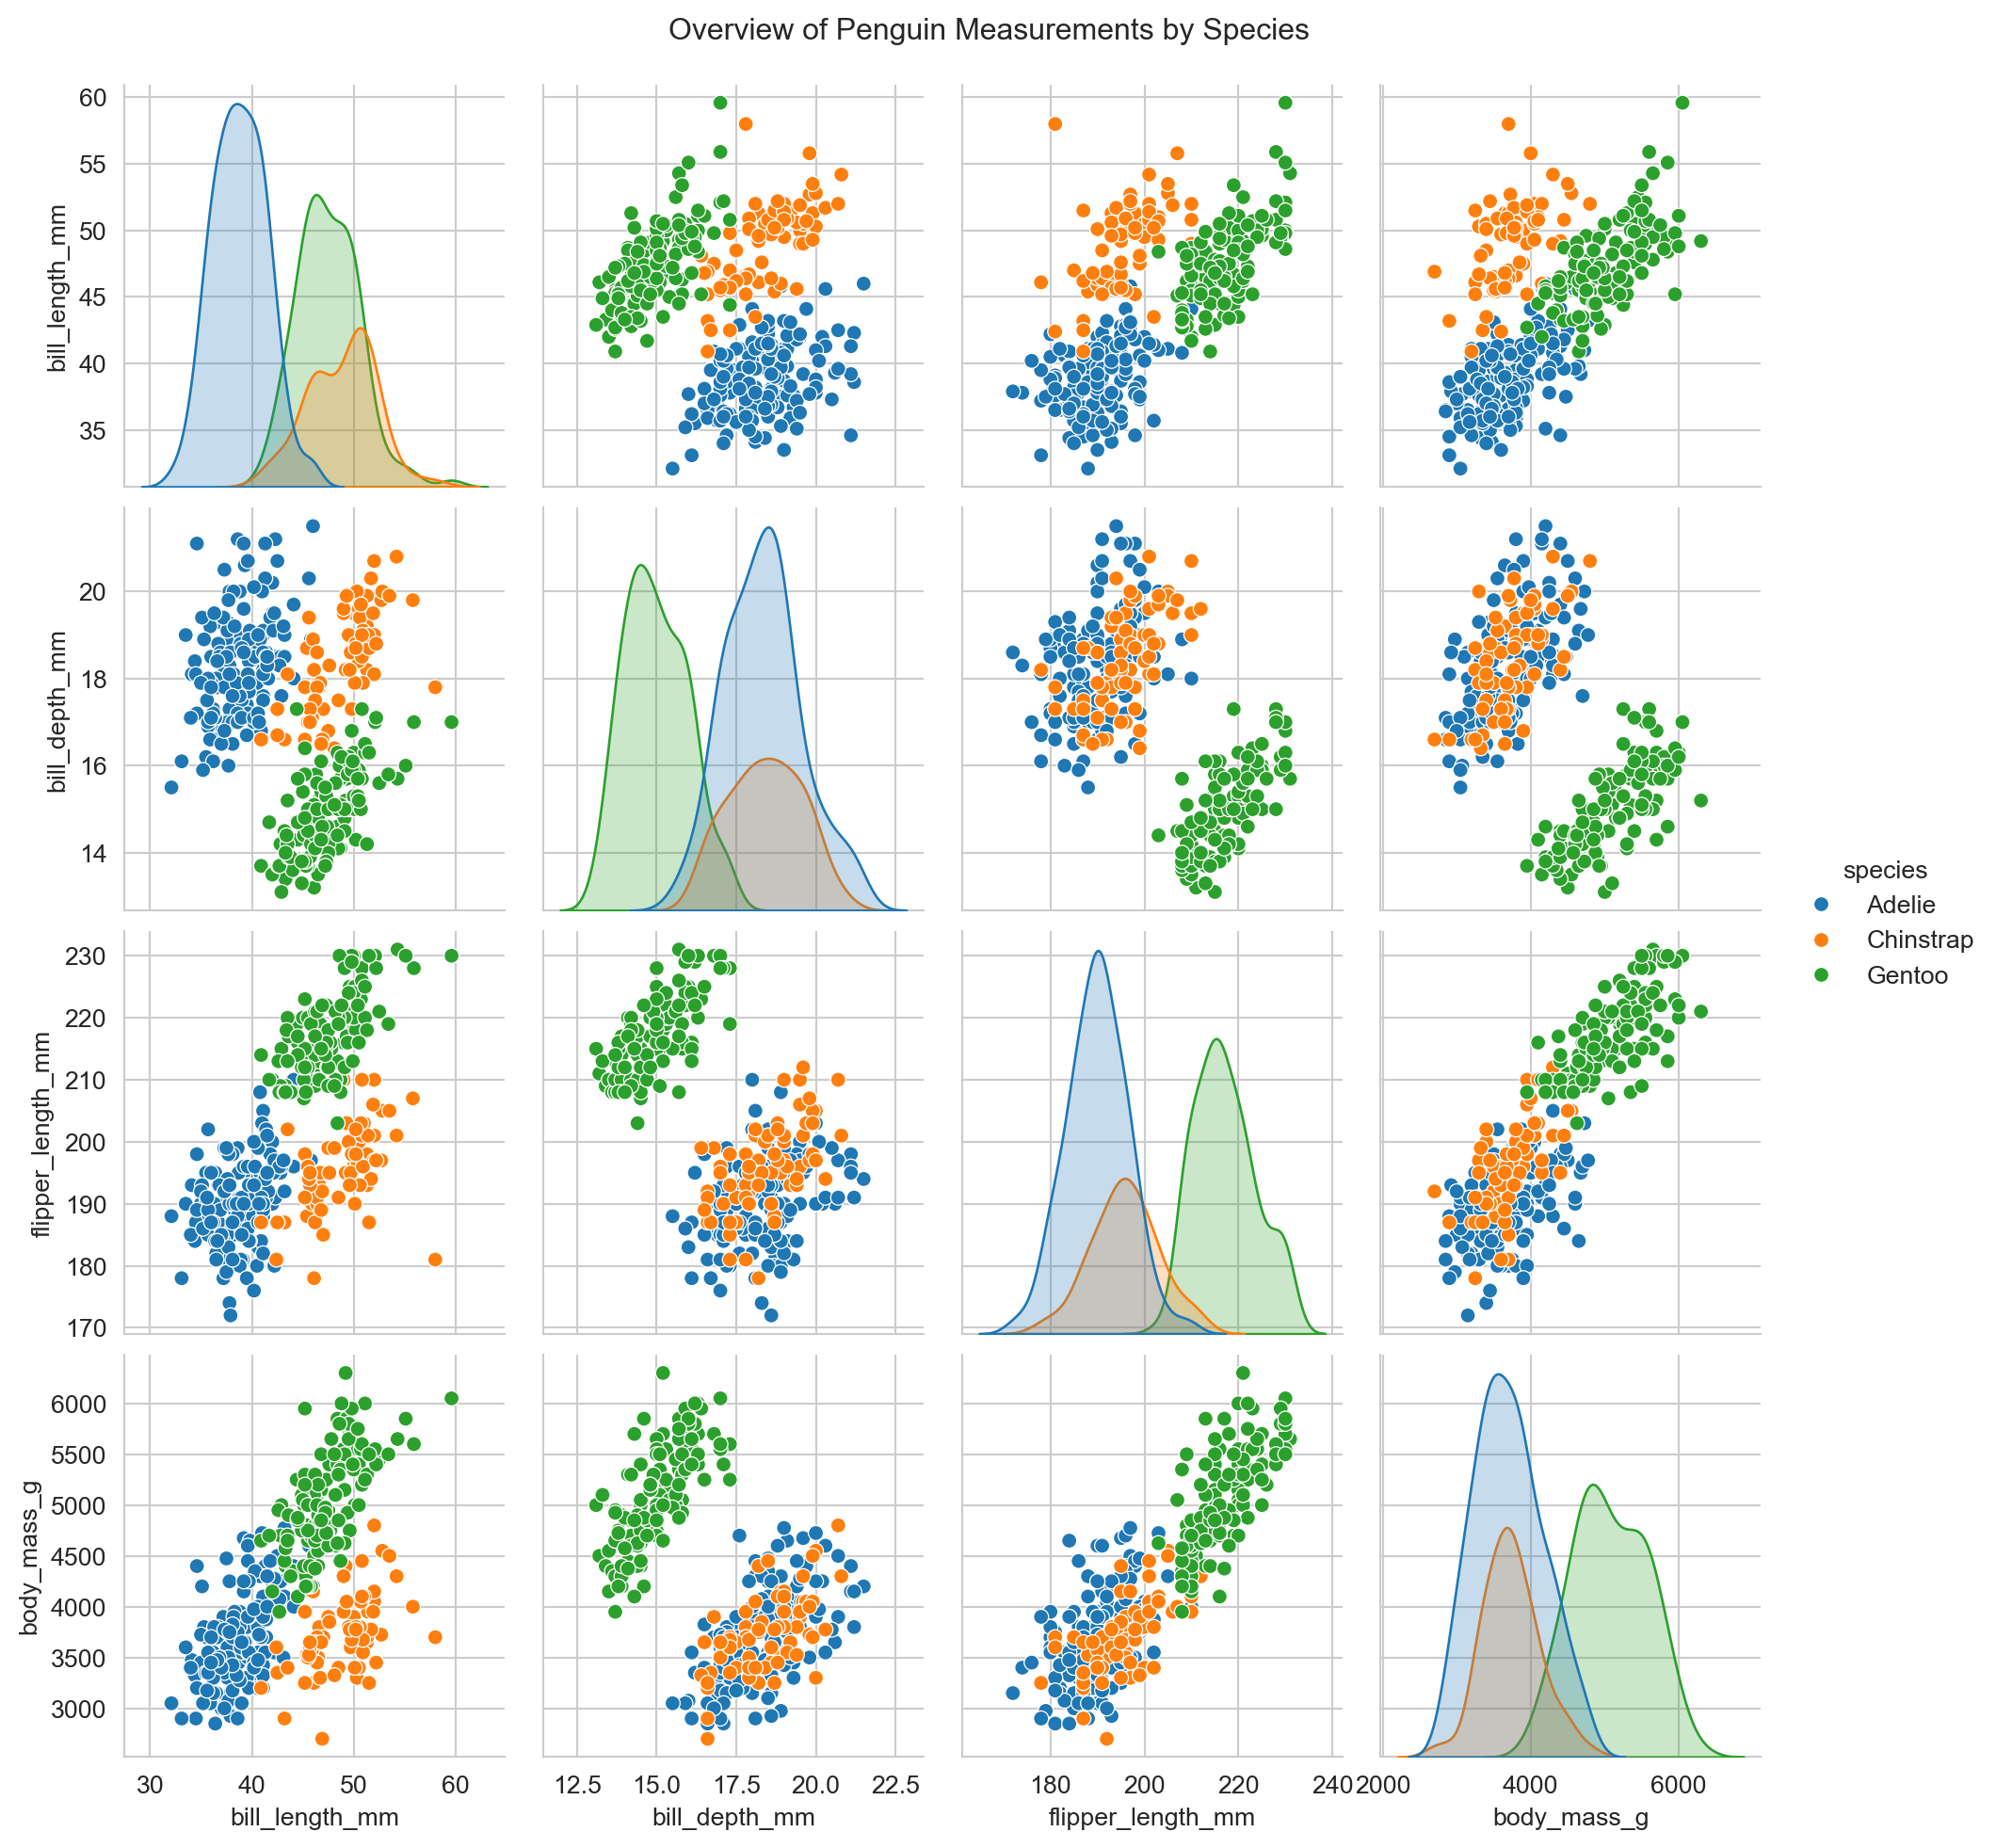 Overview of Penguin Measurements by Species
60
55
50
45
40
35
bill_length_mm
20
18
16
14
bill_depth_mm
species
Adelie
Chinstrap
Gentoo
230
220
210
200
190
180
170
flipper_length_mm
6000
5500
5000
4500
4000
3500
3000
body_mass_g
30 40 50 60
12.5 15.0 17.5 20.0 22.5
180 200 220 240
2000 4000 6000
bill_length_mm
bill_depth_mm
flipper_length_mm
body_mass_g